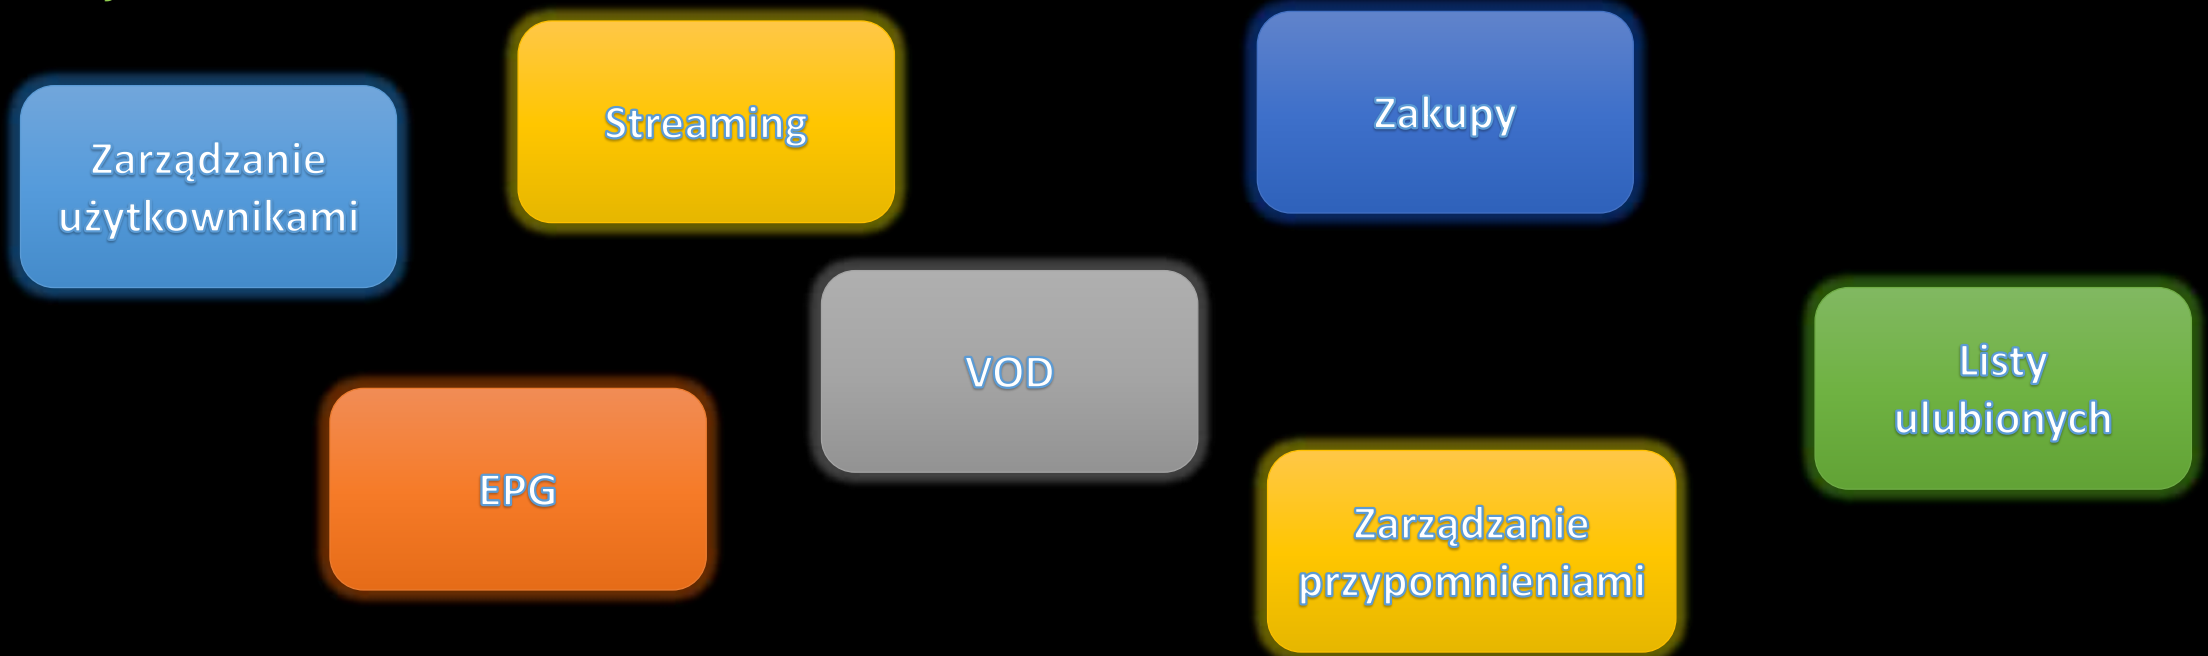 Streaming
Zakupy
Zarządzanie
użytkownikami
VOD
Listy
ulubionych
EPG
Zarządzanie
przypomnieniami